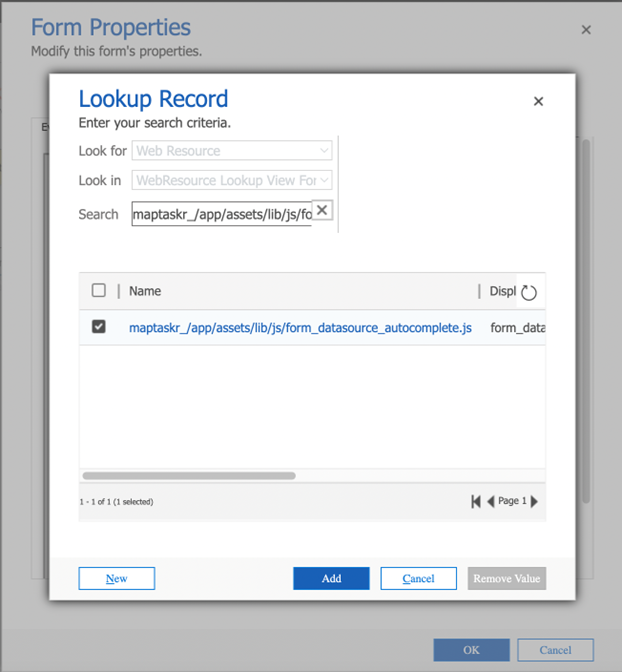 Form Properties
Modify this form's properties.
Lookup Record
Enter your search criteria.
Look for Web Resource
Look in WebResource Lookup View For
Search maptaskr_/app/assets/lib/js/fo
Name Displ
maptaskr_/app/assets/lib/js/form_datasource_autocomplete.js form_data
1 - 1 of 1 (1 selected) Page 1
New Add Cancel Remove Value
OK Cancel